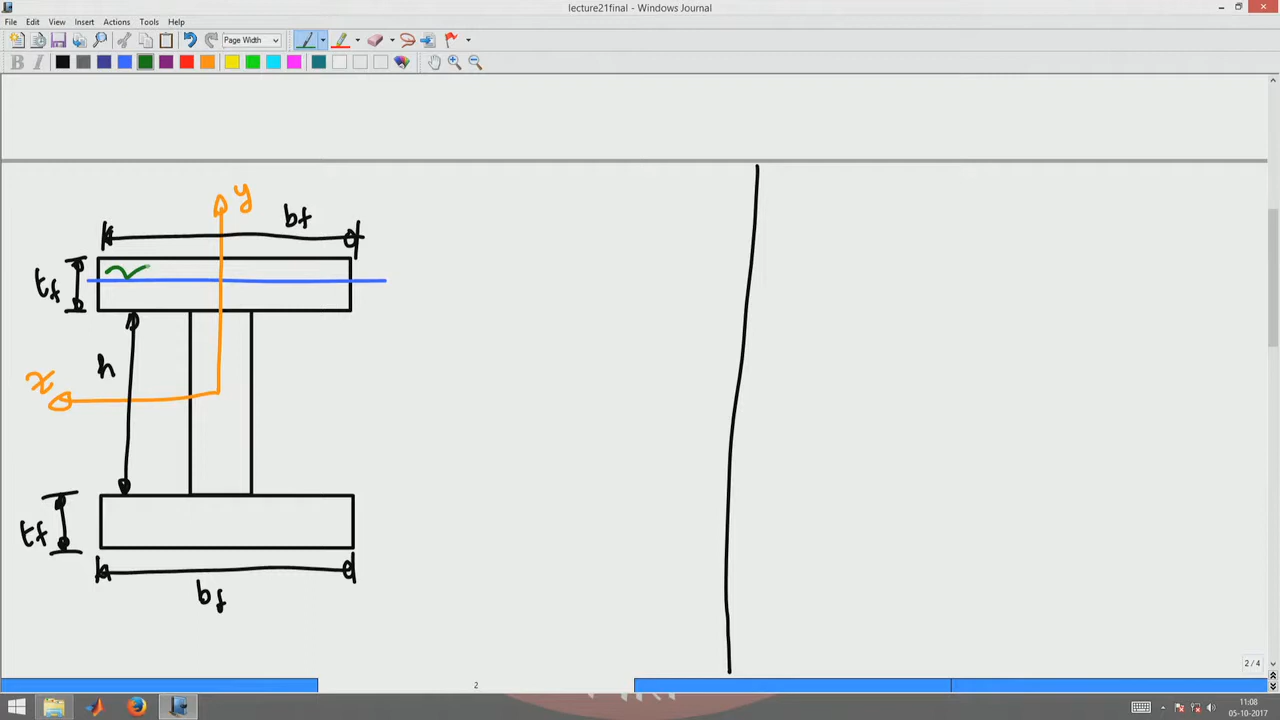 lecture21final - Windows Journal
File Edit View Insert Actions Tools Help
Page Width
B I
y
bf
tf
h
x
tf
bf
2/4
2
11:08
05-10-2017